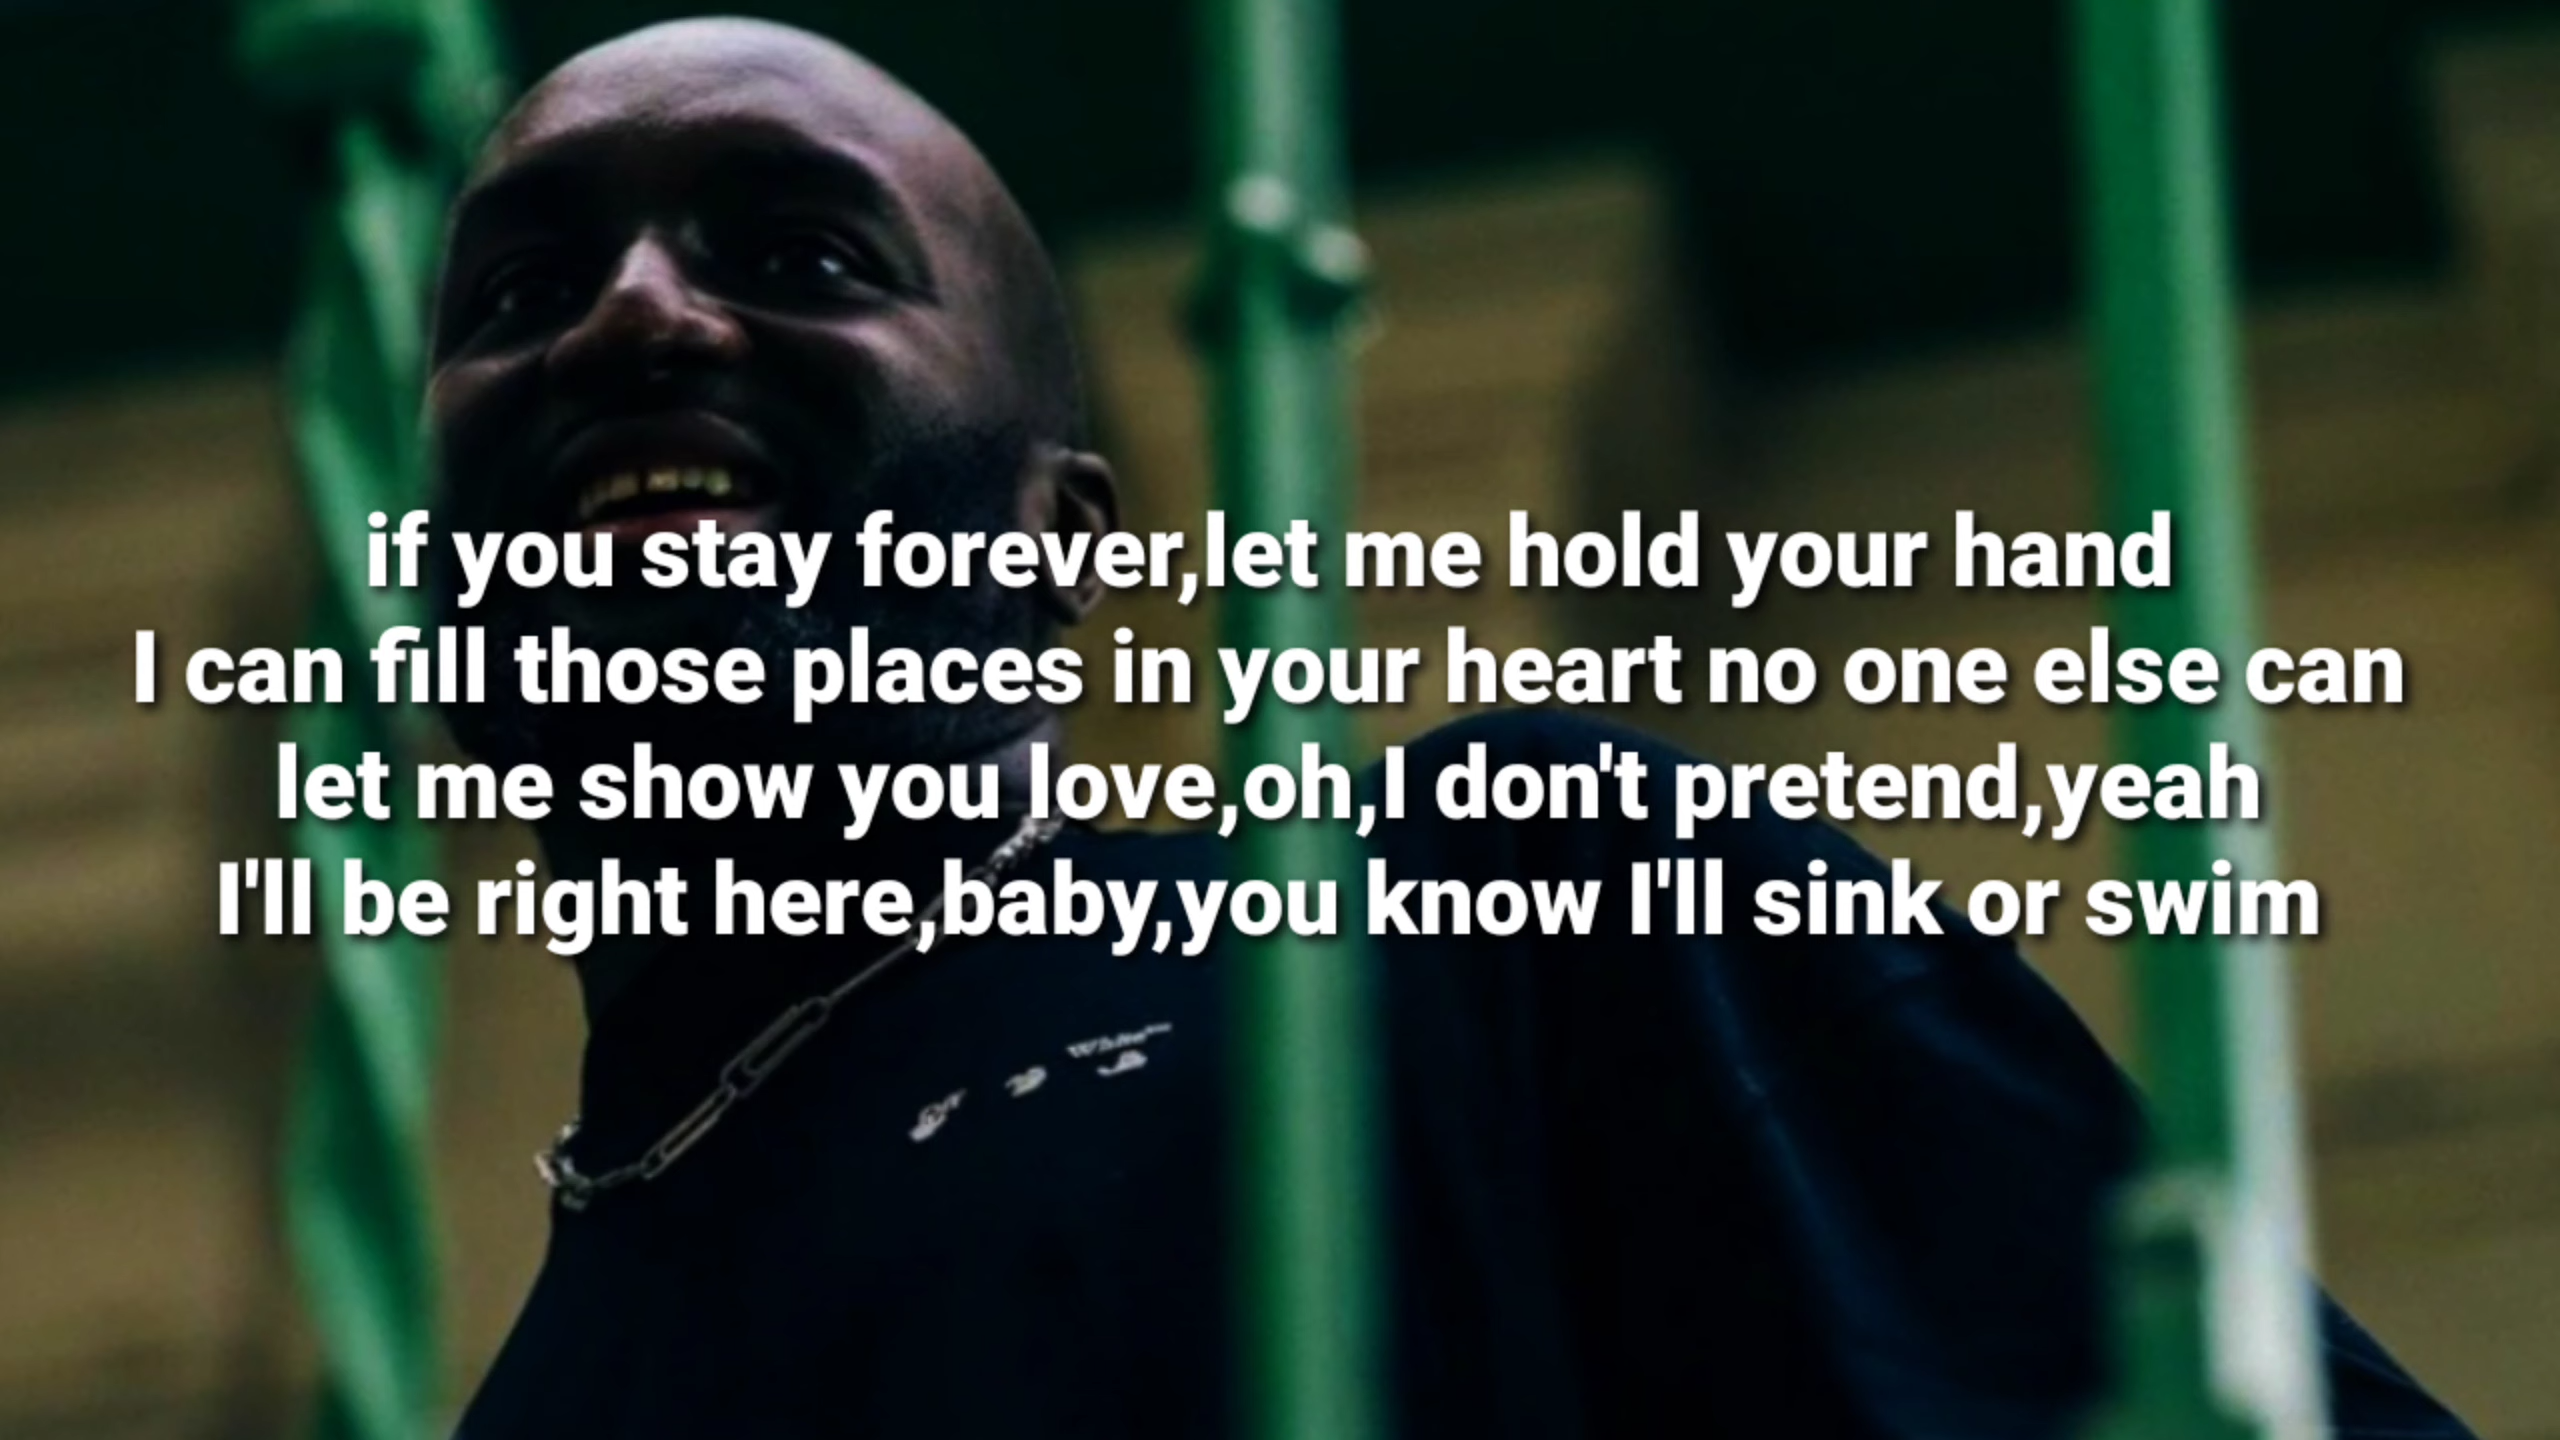 if you stay forever,let me hold your hand
I can fill those places in your heart no one else can
let me show you love,oh,I don't pretend,yeah
I'll be right here,baby,you know I'll sink or swim